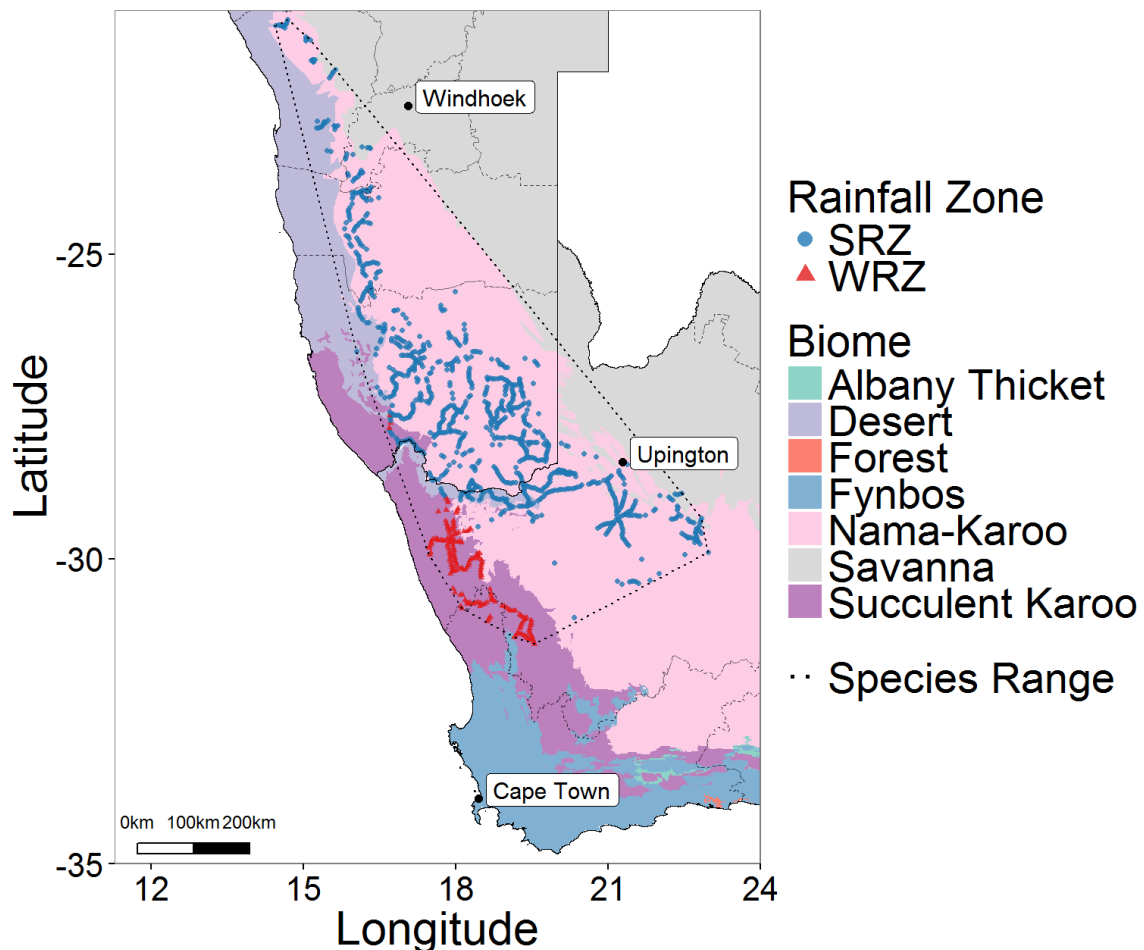 Windhoek
Upington
Cape Town
0km 100km 200km
-25
-30
-35
12 15 18 21 24
Latitude
Longitude
Rainfall Zone
SRZ
WRZ
Biome
Albany Thicket
Desert
Forest
Fynbos
Nama-Karoo
Savanna
Succulent Karoo
Species Range